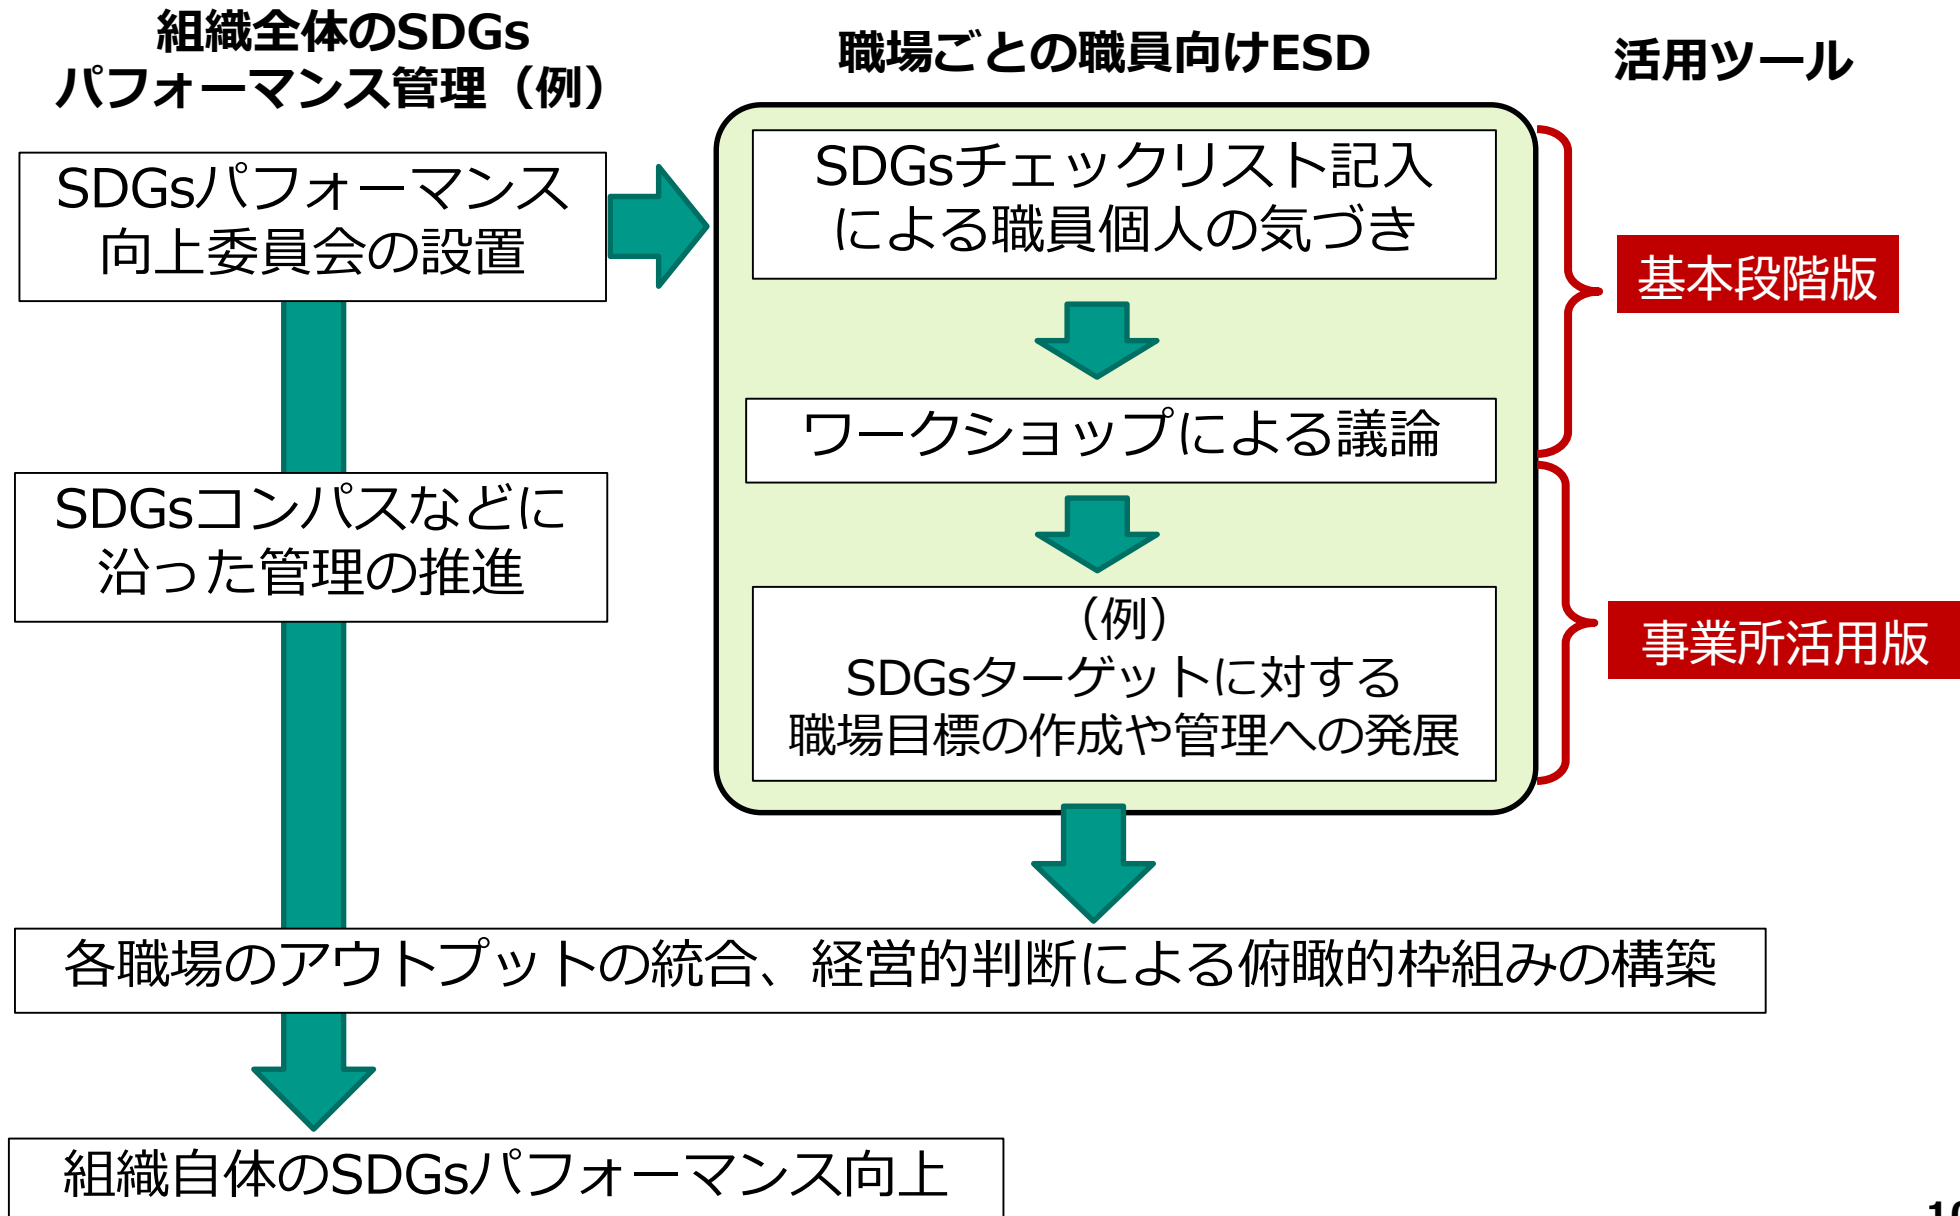 組織全体のSDGs
パフォーマンス管理（例）
職場ごとの職員向けESD
活用ツール
SDGsパフォーマンス
向上委員会の設置
SDGsチェックリスト記入
による職員個人の気づき
基本段階版
ワークショップによる議論
SDGsコンパスなどに
沿った管理の推進
（例）
SDGsターゲットに対する
職場目標の作成や管理への発展
事業所活用版
各職場のアウトプットの統合、経営的判断による俯瞰的枠組みの構築
組織自体のSDGsパフォーマンス向上